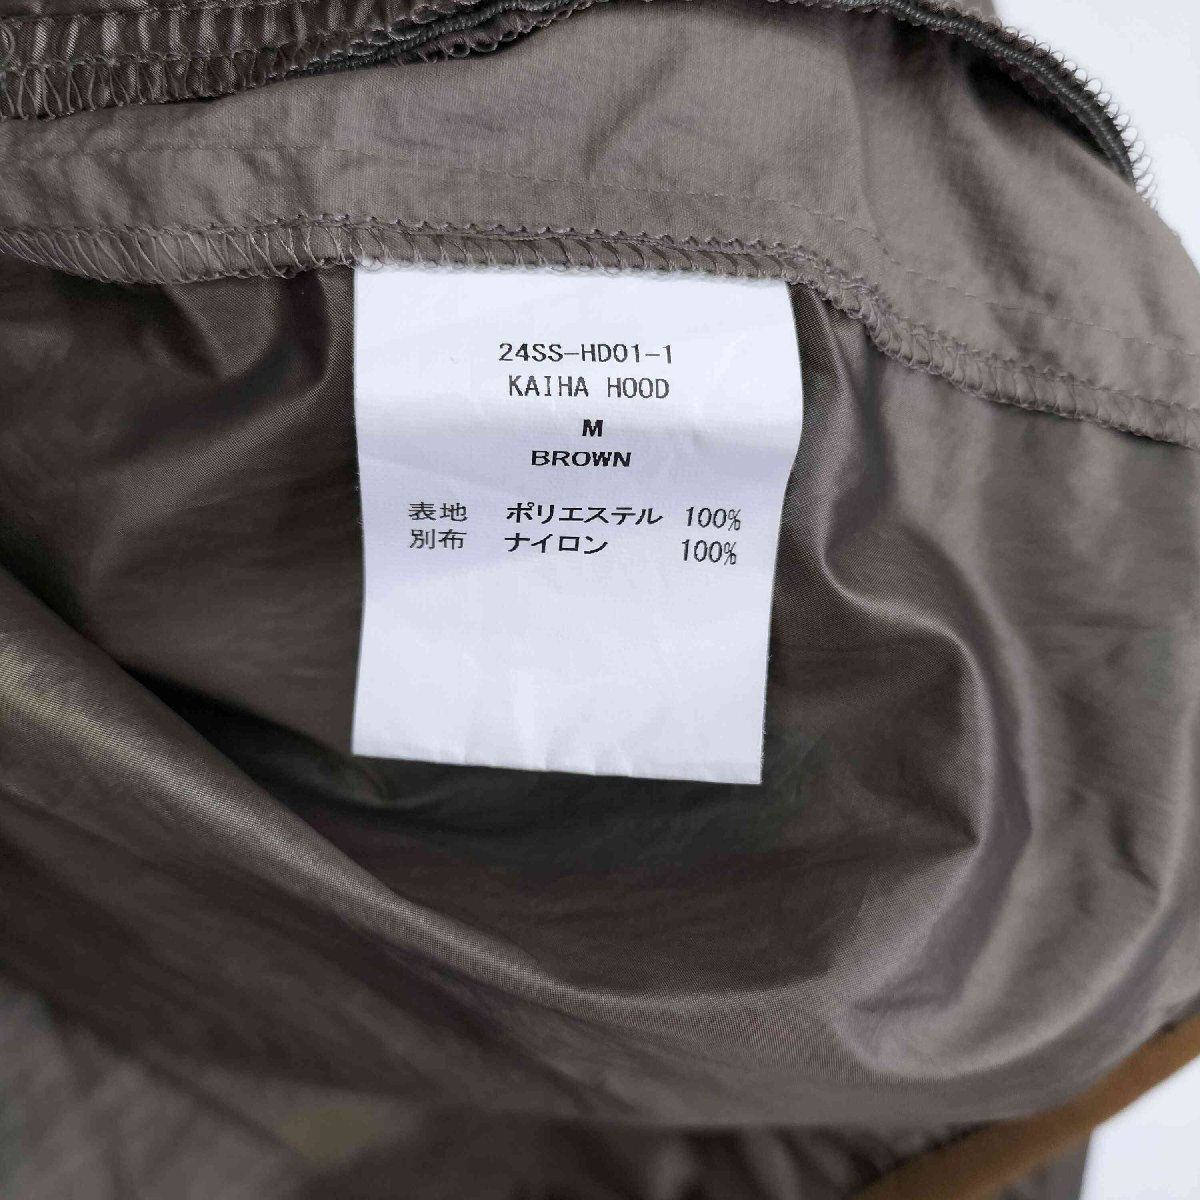 24SS-HD01-1
KAIHA HOOD
M
BROWN
表地 ポリエステル 100%
別布 ナイロン 100%